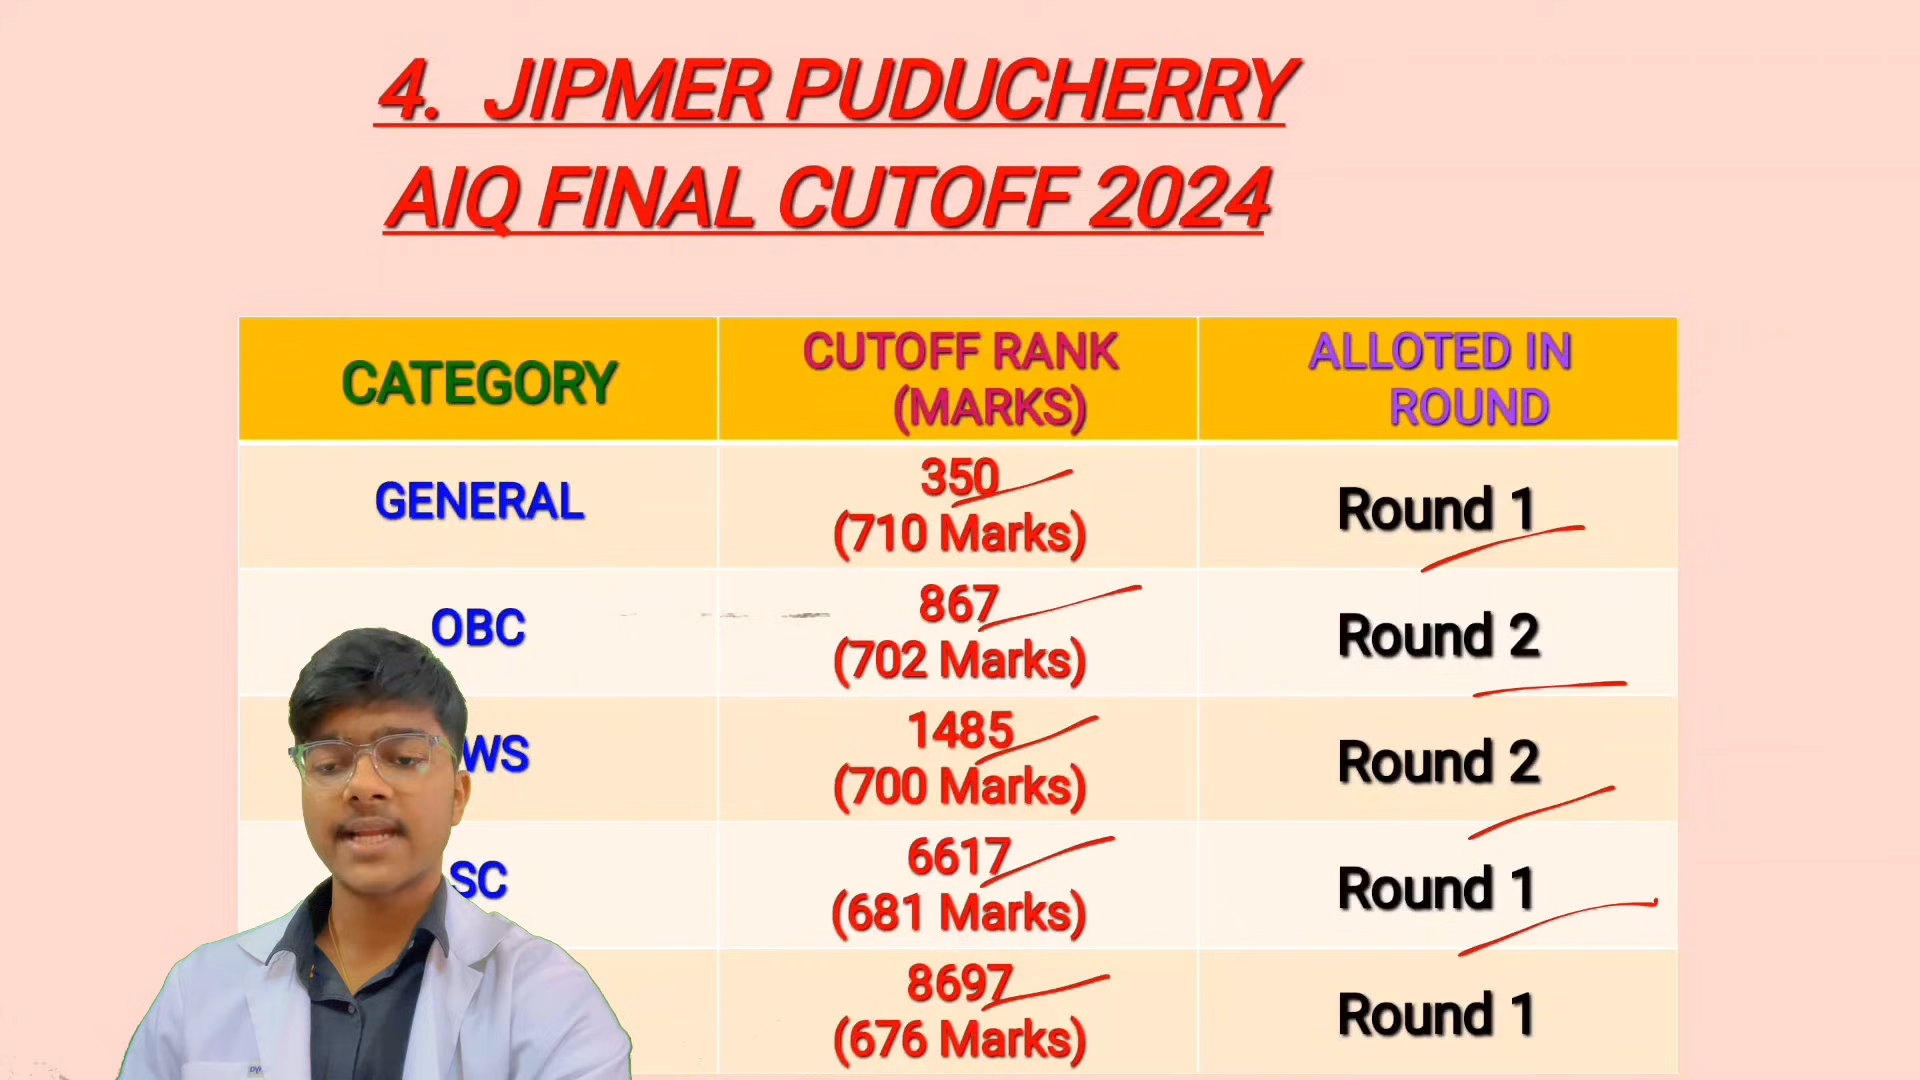 4. JIPMER PUDUCHERRY
AIQ FINAL CUTOFF 2024
CATEGORY
CUTOFF RANK
(MARKS)
ALLOTED IN
ROUND
GENERAL
350
(710 Marks)
Round 1
OBC
867
(702 Marks)
Round 2
WS
1485
(700 Marks)
Round 2
SC
6617
(681 Marks)
Round 1
8697
(676 Marks)
Round 1